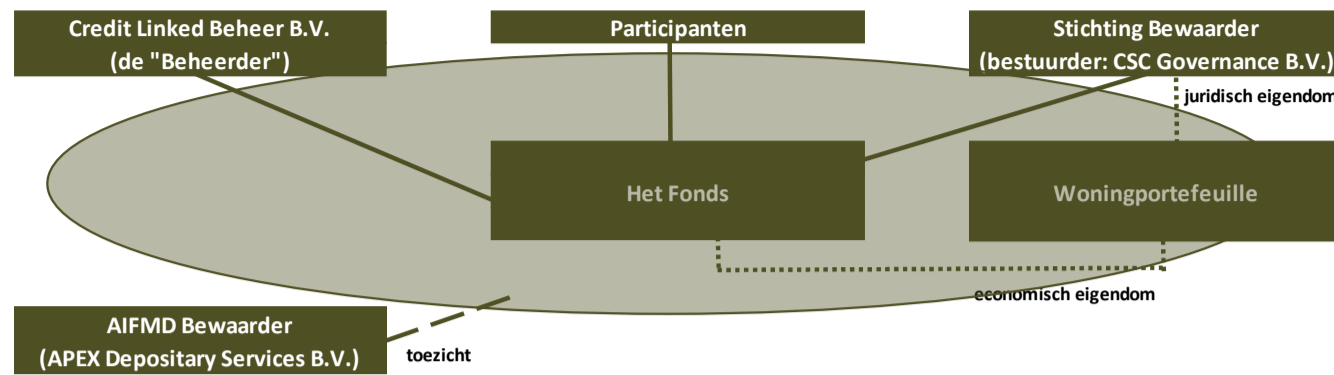 Credit Linked Beheer B.V.
(de "Beheerder")
Participanten
Stichting Bewaarder
(bestuurder: CSC Governance B.V.)
juridisch eigendom
Het Fonds
Woningportefeuille
economisch eigendom
AIFMD Bewaarder
(APEX Depositary Services B.V.)
toezicht